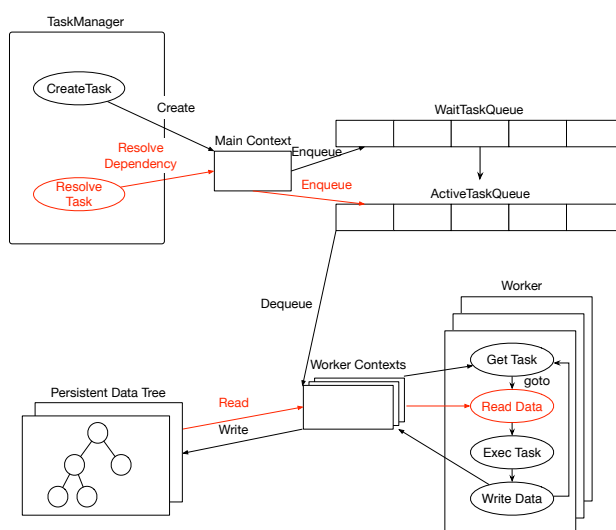 TaskManager
CreateTask
Create
WaitTaskQueue
Main Context
Resolve
Dependency
Enqueue
Resolve
Task
Enqueue
ActiveTaskQueue
Dequeue
Worker
Worker Contexts
Get Task
goto
Persistent Data Tree
Read
Read Data
Write
Exec Task
Write Data